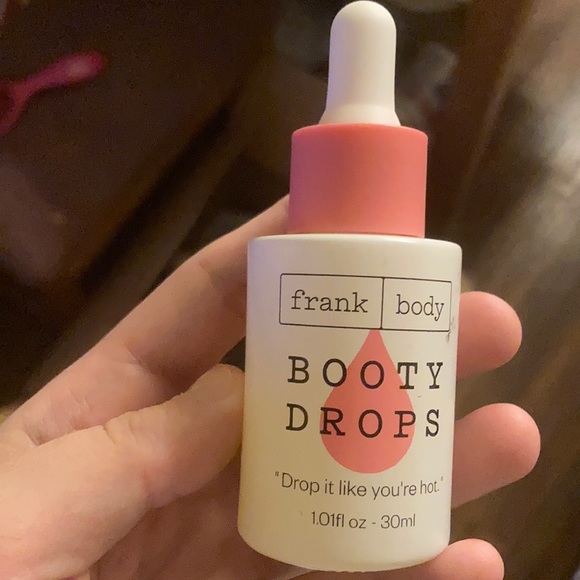 frank body
BOOTY
DROPS
"Drop it like you're hot."
1.01fl oz - 30ml